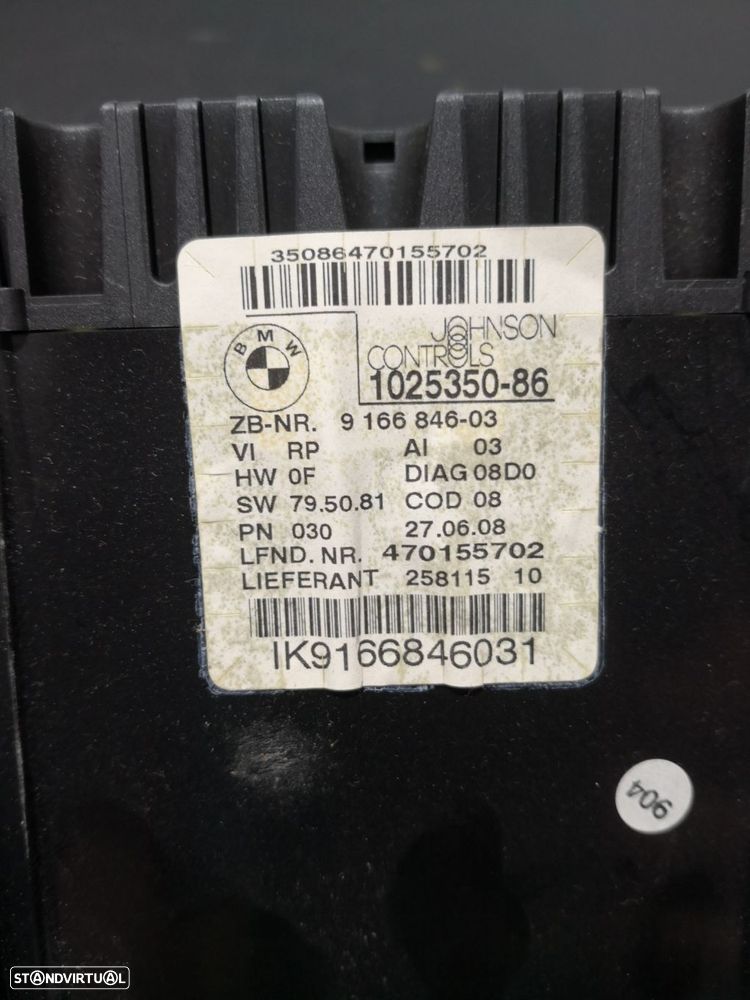 35086470155702
BMW
JOHNSON
CONTROLS
1025350-86
ZB-NR. 9 166 846-03
VI RP AI 03
HW 0F DIAG 08D0
SW 79.50.81 COD 08
PN 030 27.06.08
LFND. NR. 470155702
LIEFERANT 258115 10
IK9166846031
904
STANDVIRTUAL